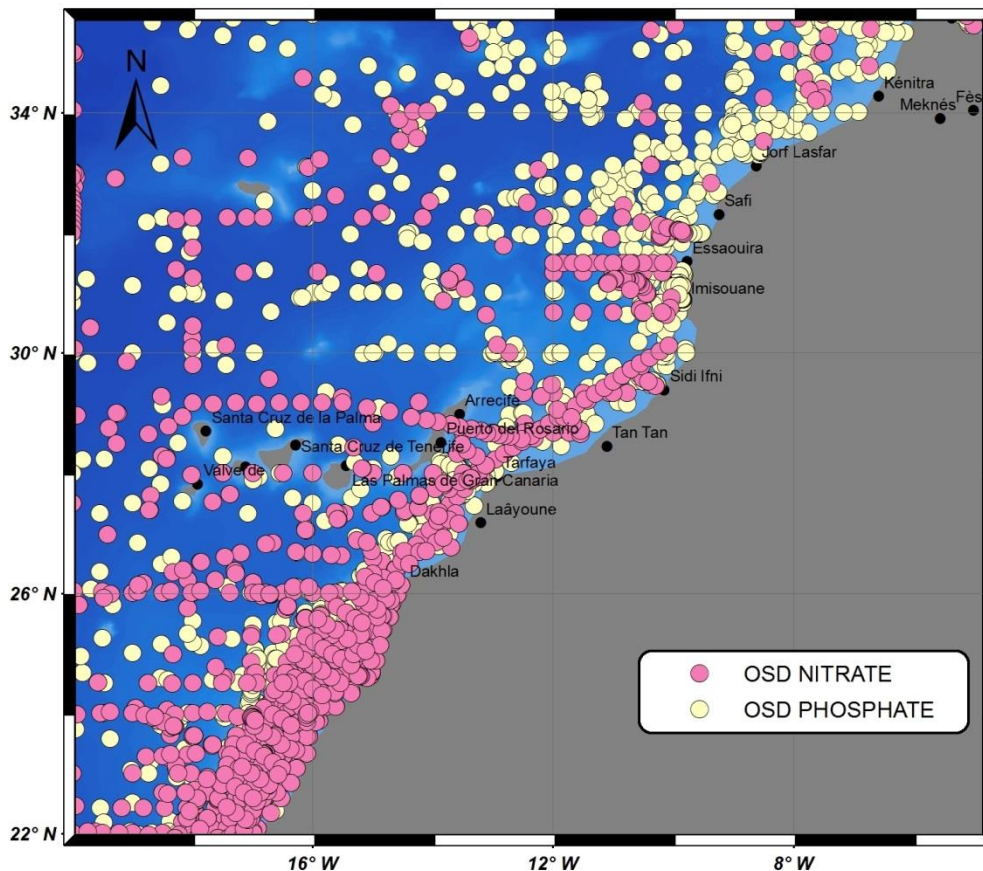 N
34° N
30° N
26° N
22° N
Kénitra
Meknés Fès
Jorf Lasfar
Safi
Essaouira
Imisouane
Sidi Ifni
Tan Tan
Arrecife
Puerto del Rosario
Santa Cruz de la Palma
Santa Cruz de Tenerife
Tarfaya
Valverde
Las Palmas de Gran Canaria
Laâyoune
Dakhla
OSD NITRATE
OSD PHOSPHATE
16° W 12° W 8° W